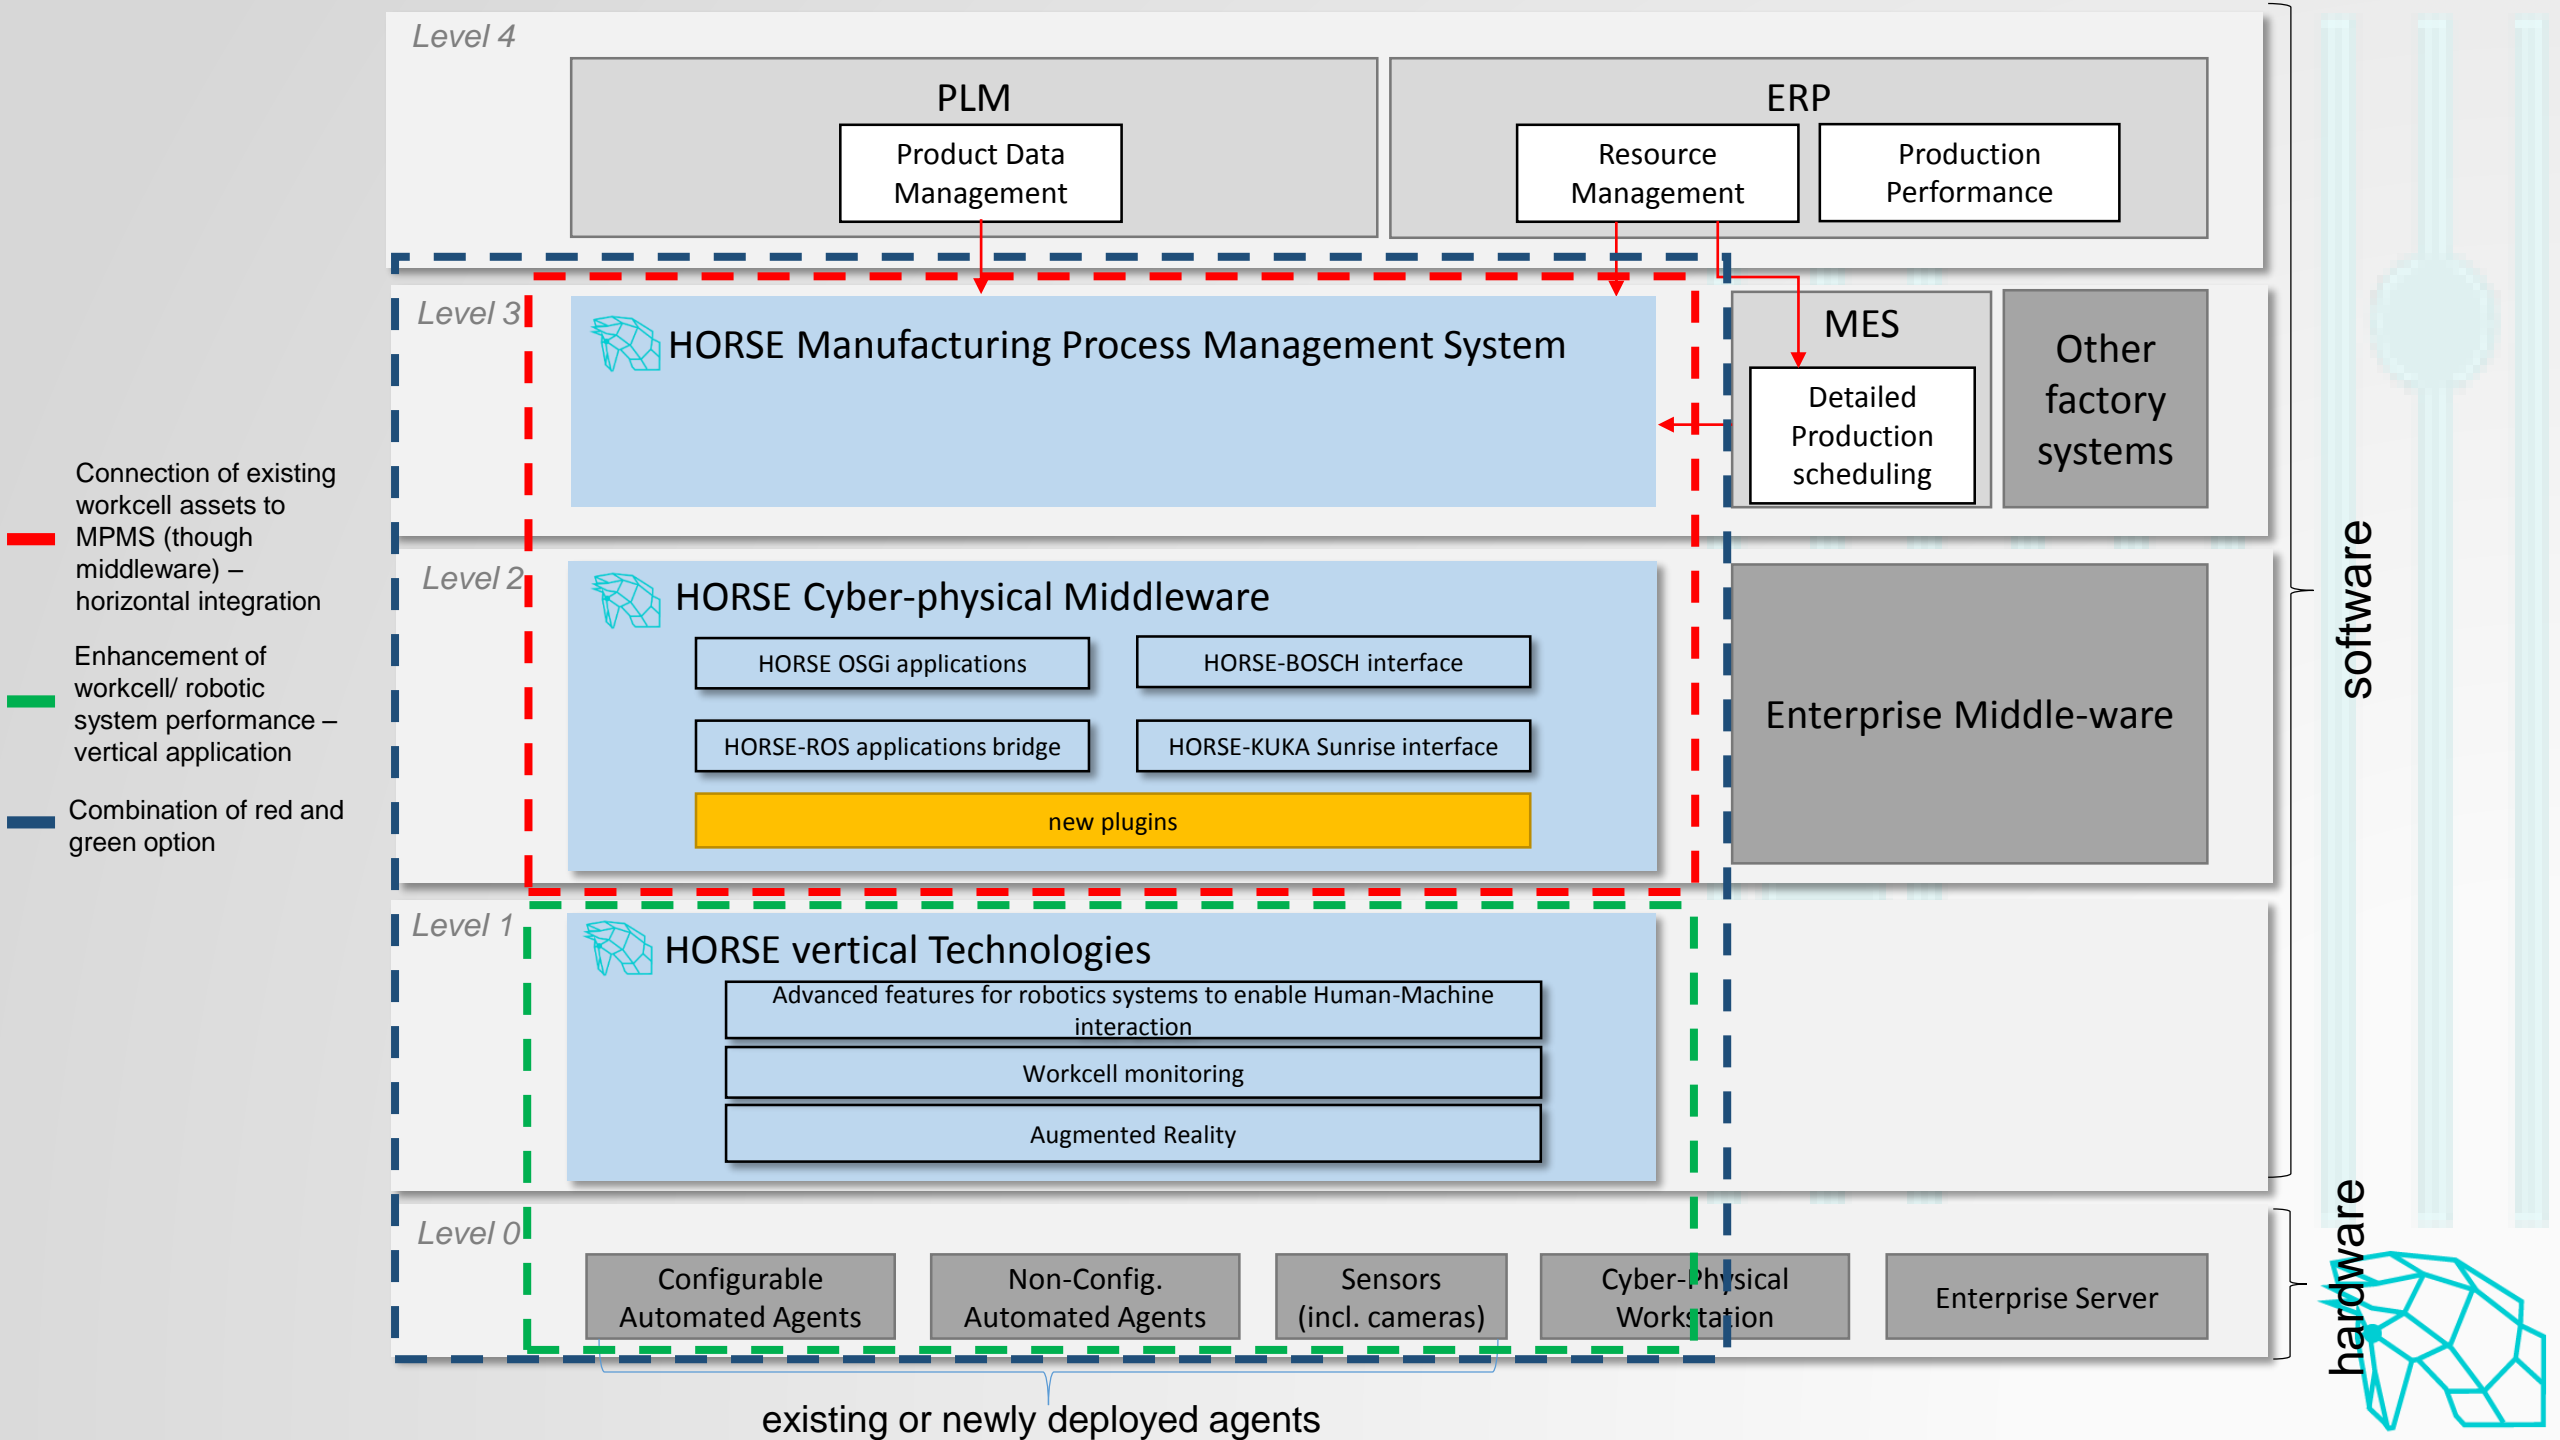 Level 4
PLM
Product Data
Management
ERP
Resource
Management
Production
Performance
Level 3
HORSE Manufacturing Process Management System
MES
Detailed
Production
scheduling
Other
factory
systems
Connection of existing
workcell assets to
MPMS (though
middleware) –
horizontal integration
Enhancement of
workcell/ robotic
system performance –
vertical application
Combination of red and
green option
Level 2
HORSE Cyber-physical Middleware
HORSE OSGi applications
HORSE-BOSCH interface
HORSE-ROS applications bridge
HORSE-KUKA Sunrise interface
new plugins
Enterprise Middle-ware
software
Level 1
HORSE vertical Technologies
Advanced features for robotics systems to enable Human-Machine
interaction
Workcell monitoring
Augmented Reality
Level 0
Configurable
Automated Agents
Non-Config.
Automated Agents
Sensors
(incl. cameras)
Cyber-Physical
Workstation
Enterprise Server
hardware
existing or newly deployed agents